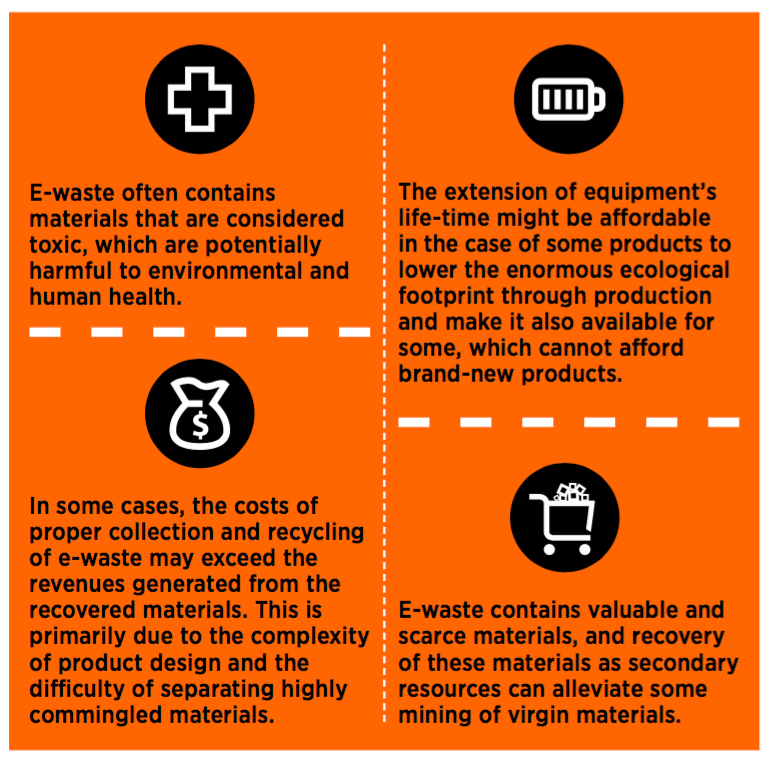 E-waste often contains
materials that are considered
toxic, which are potentially
harmful to environmental and
human health.
$
In some cases, the costs of
proper collection and recycling
of e-waste may exceed the
revenues generated from the
recovered materials. This is
primarily due to the complexity
of product design and the
difficulty of separating highly
commingled materials.
The extension of equipment’s
life-time might be affordable
in the case of some products to
lower the enormous ecological
footprint through production
and make it also available for
some, which cannot afford
brand-new products.
E-waste contains valuable and
scarce materials, and recovery
of these materials as secondary
resources can alleviate some
mining of virgin materials.